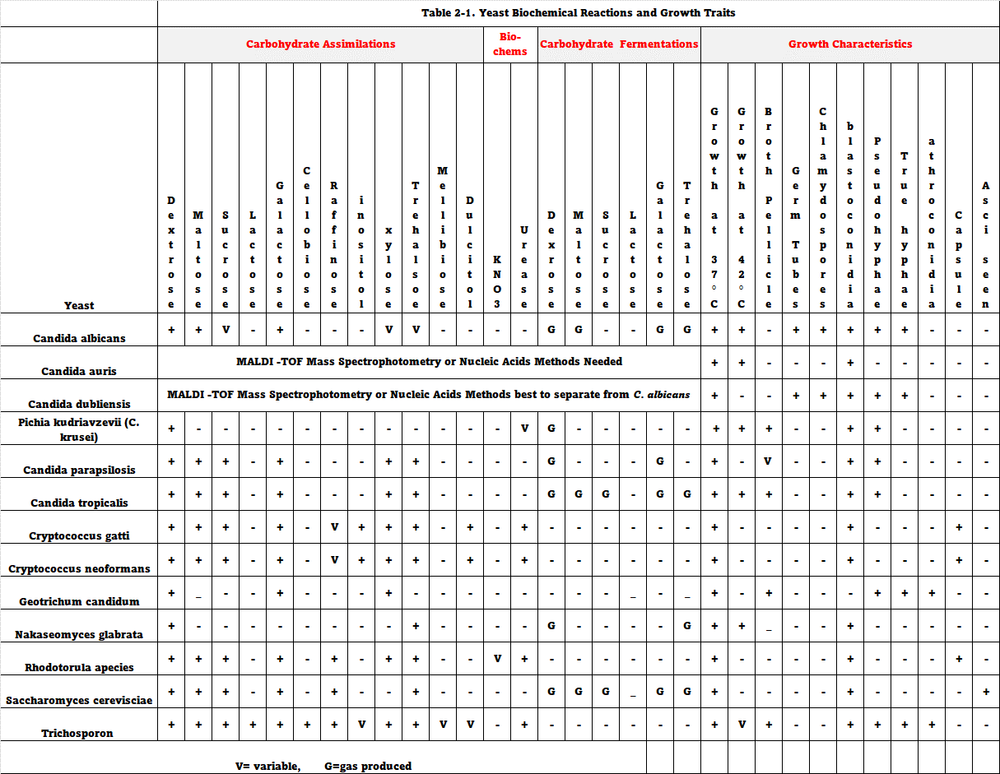 Table 2-1. Yeast Biochemical Reactions and Growth Traits
Carbohydrate Assimilations Bio- Carbohydrate Fermentations Growth Characteristics
chems
Yeast Dextrose Maltose Sucrose Lactose Galactose Cellobiose Raffinose inositol xylose Trehalsoe Mellibiose Dulcitol KNO3 Urease Dexrose Maltose Sucrose Lactose Galactose Trehalose Growth at 37°C Growth at 42°C Broth Pellicle Germ Tubes Chlamydospores blastoconidia Pseudohyphae True hyphae athroconidia Capsule Asci seen
Candida albicans + + V - + - - - V V - - - - G G - - G G + + - + + + + + - - -
Candida auris MALDI -TOF Mass Spectrophotometry or Nucleic Acids Methods Needed + + - - - + - - - - -
Candida dubliensis MALDI -TOF Mass Spectrophotometry or Nucleic Acids Methods best to separate from C. albicans + - - + + + + + - - -
Pichia kudriavzevii (C.
krusei) + - - - - - - - - - - - - V G - - - - - + + + - - + + - - - -
Candida parapsilosis + + + - + - - - + + - - - - G - - - G - + - V - - + + - - - -
Candida tropicalis + + + - + - - - + + - - - - G G G - G G + + + - - + + - - - -
Cryptococcus gatti + + + - + - V + + + - + - + - - - - - - + - - - - + - - - + -
Cryptococcus neoformans + + + - + - V + + + - + - + - - - - - - + - - - - + - - - + -
Geotrichum candidum + _ - - + - - - + - - - - - - - - _ - _ + - + - - - + + + - -
Nakaseomyces glabrata + - - - - - - - - + - - - - G - - - - G + + _ - - + - - - - -
Rhodotorula apecies + + + - + - + - + + - - V + - - - - - - + - - - - + - - - + -
Saccharomyces cerevisciae + + + - + - + - - + - - - - G G G _ G G + - - - - + - - - - +
Trichosporon + + + + + + + V + + V V - + - - - - - - + V + - - + + + + - -
V= variable, G=gas produced